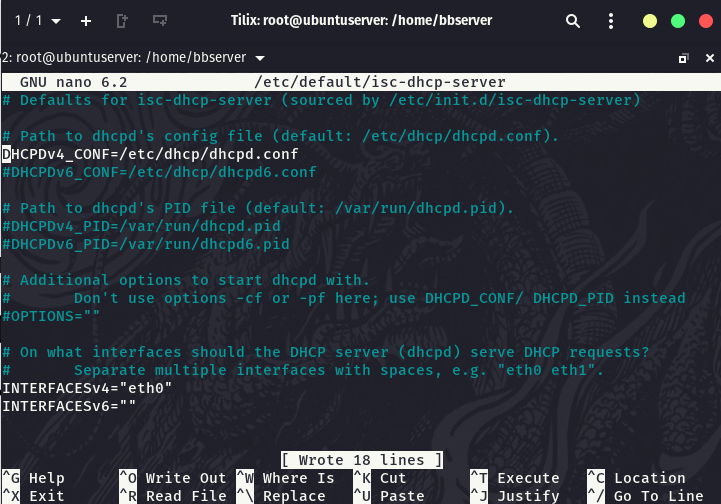 1 / 1
Tilix: root@ubuntuserver: /home/bbserver
2: root@ubuntuserver: /home/bbserver
GNU nano 6.2 /etc/default/isc-dhcp-server
# Defaults for isc-dhcp-server (sourced by /etc/init.d/isc-dhcp-server)
# Path to dhcpd's config file (default: /etc/dhcp/dhcpd.conf).
DHCPDv4_CONF=/etc/dhcp/dhcpd.conf
#DHCPDv6_CONF=/etc/dhcp/dhcpd6.conf
# Path to dhcpd's PID file (default: /var/run/dhcpd.pid).
#DHCPDv4_PID=/var/run/dhcpd.pid
#DHCPDv6_PID=/var/run/dhcpd6.pid
# Additional options to start dhcpd with.
#       Don't use options -cf or -pf here; use DHCPD_CONF/ DHCPD_PID instead
#OPTIONS=""
# On what interfaces should the DHCP server (dhcpd) serve DHCP requests?
#       Separate multiple interfaces with spaces, e.g. "eth0 eth1".
INTERFACESv4="eth0"
INTERFACESv6=""
[ Wrote 18 lines ]
^G Help ^O Write Out ^W Where Is ^K Cut ^T Execute ^C Location
^X Exit ^R Read File ^\ Replace ^U Paste ^J Justify ^/ Go To Line